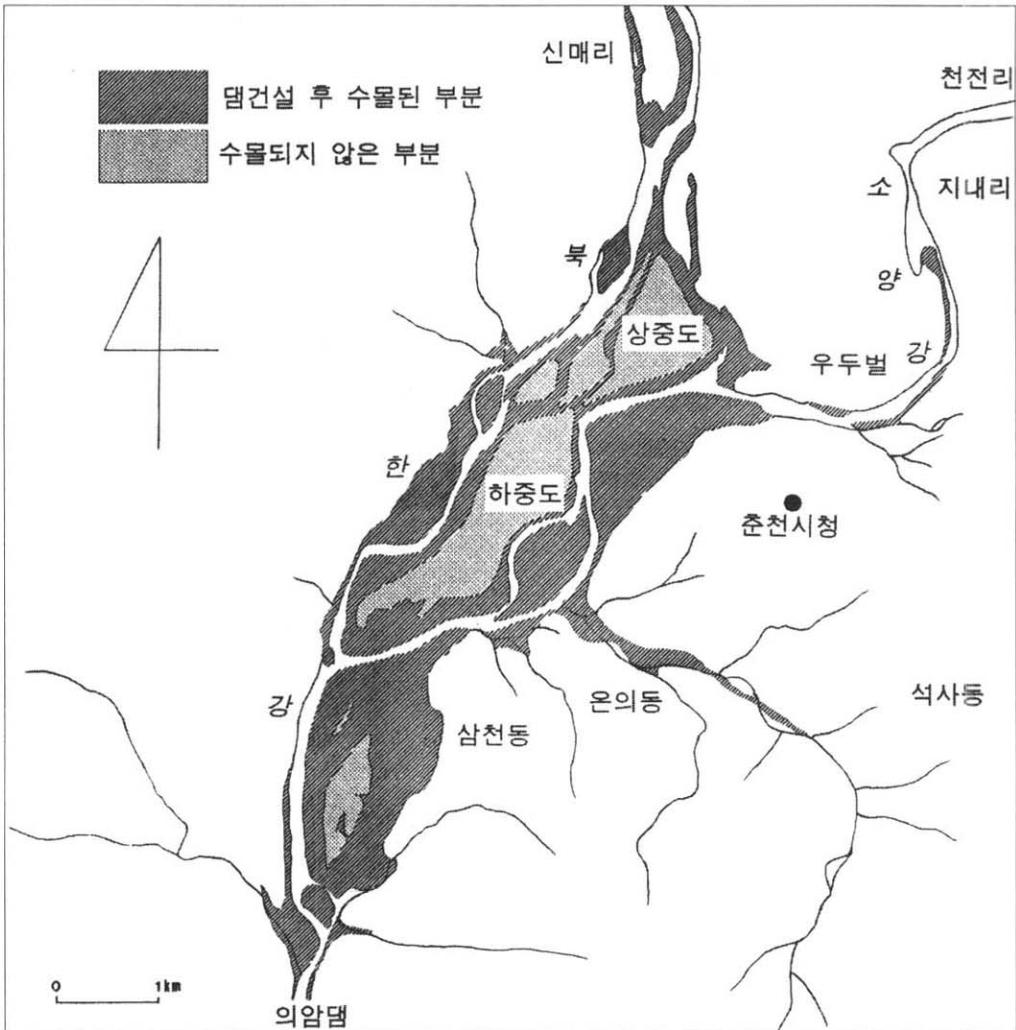 신매리
천전리
댐건설 후 수몰된 부분
수몰되지 않은 부분
소
지내리
북
양
상중도
우두벌
강
한
하중도
춘천시청
강
삼천동
온의동
석사동
0 1km
의암댐